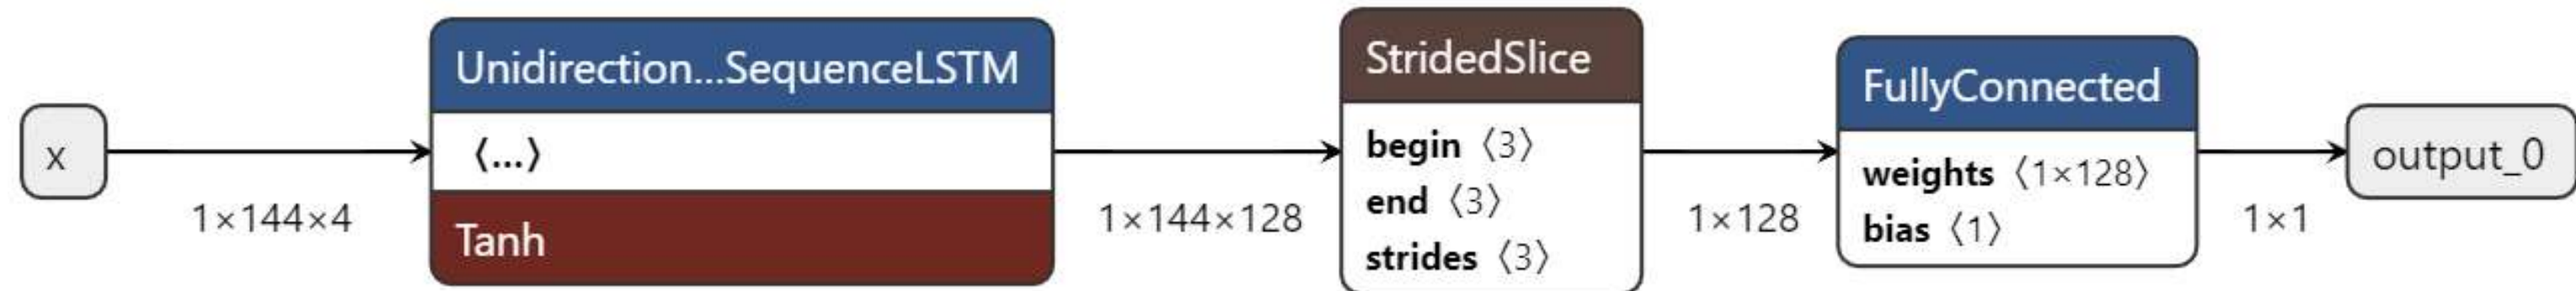 x
1×144×4
Unidirection...SequenceLSTM
⟨...⟩
Tanh
1×144×128
StridedSlice
begin ⟨3⟩
end ⟨3⟩
strides ⟨3⟩
1×128
FullyConnected
weights ⟨1×128⟩
bias ⟨1⟩
1×1
output_0